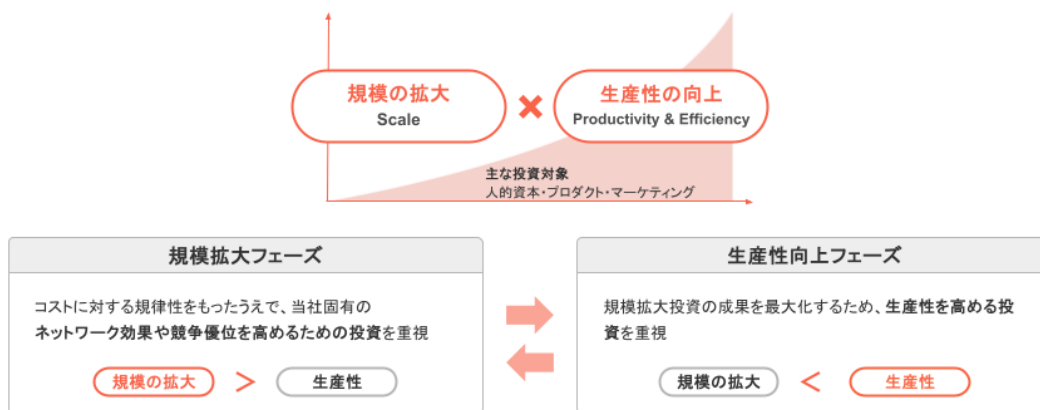 規模の拡大
Scale
×
生産性の向上
Productivity & Efficiency
主な投資対象
人的資本・プロダクト・マーケティング
規模拡大フェーズ
コストに対する規律性をもったうえで、当社固有の
ネットワーク効果や競争優位を高めるための投資を重視
規模の拡大 > 生産性
生産性向上フェーズ
規模拡大投資の成果を最大化するため、生産性を高める投
資を重視
規模の拡大 < 生産性